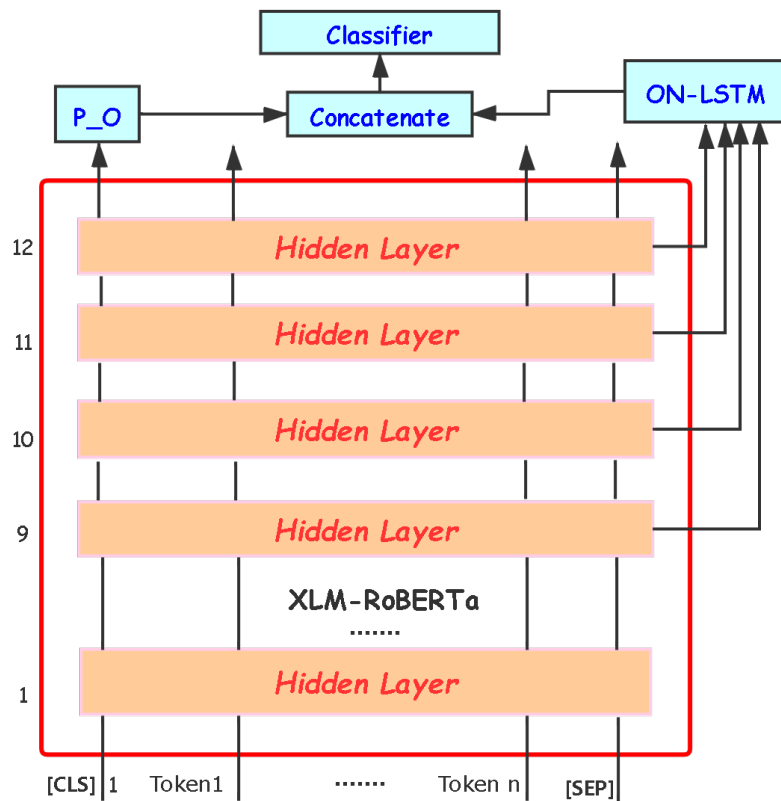 Classifier
P_O
Concatenate
ON-LSTM
12 Hidden Layer
11 Hidden Layer
10 Hidden Layer
9 Hidden Layer
XLM-RoBERTa
.......
1 Hidden Layer
[CLS] 1 Token1 ....... Token n [SEP]